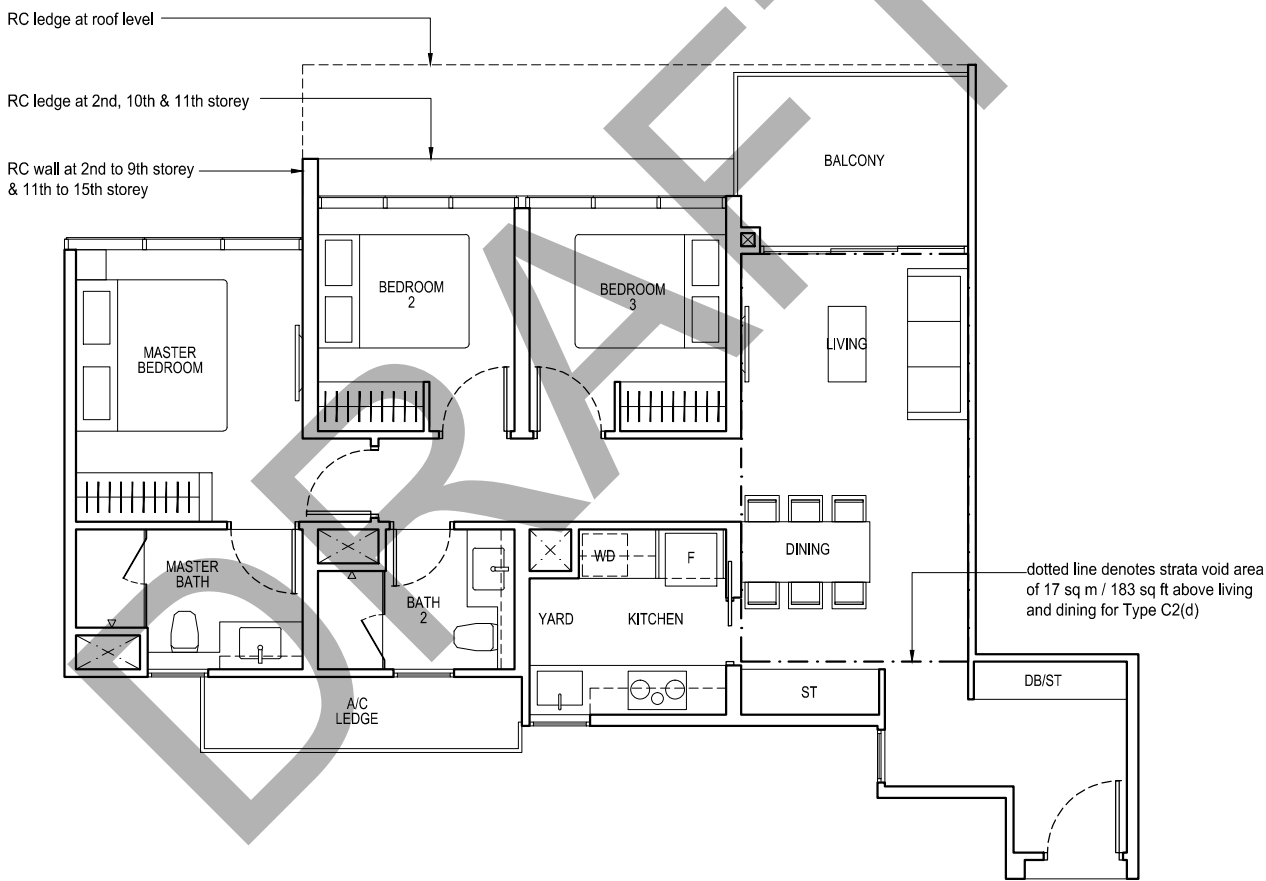 RC ledge at roof level
RC ledge at 2nd, 10th & 11th storey
RC wall at 2nd to 9th storey
& 11th to 15th storey
BALCONY
BEDROOM
2
BEDROOM
3
MASTER
BEDROOM
LIVING
DINING
MASTER
BATH
BATH
2
WD
F
YARD
KITCHEN
dotted line denotes strata void area
of 17 sq m / 183 sq ft above living
and dining for Type C2(d)
A/C
LEDGE
ST
DB/ST
DRAFT